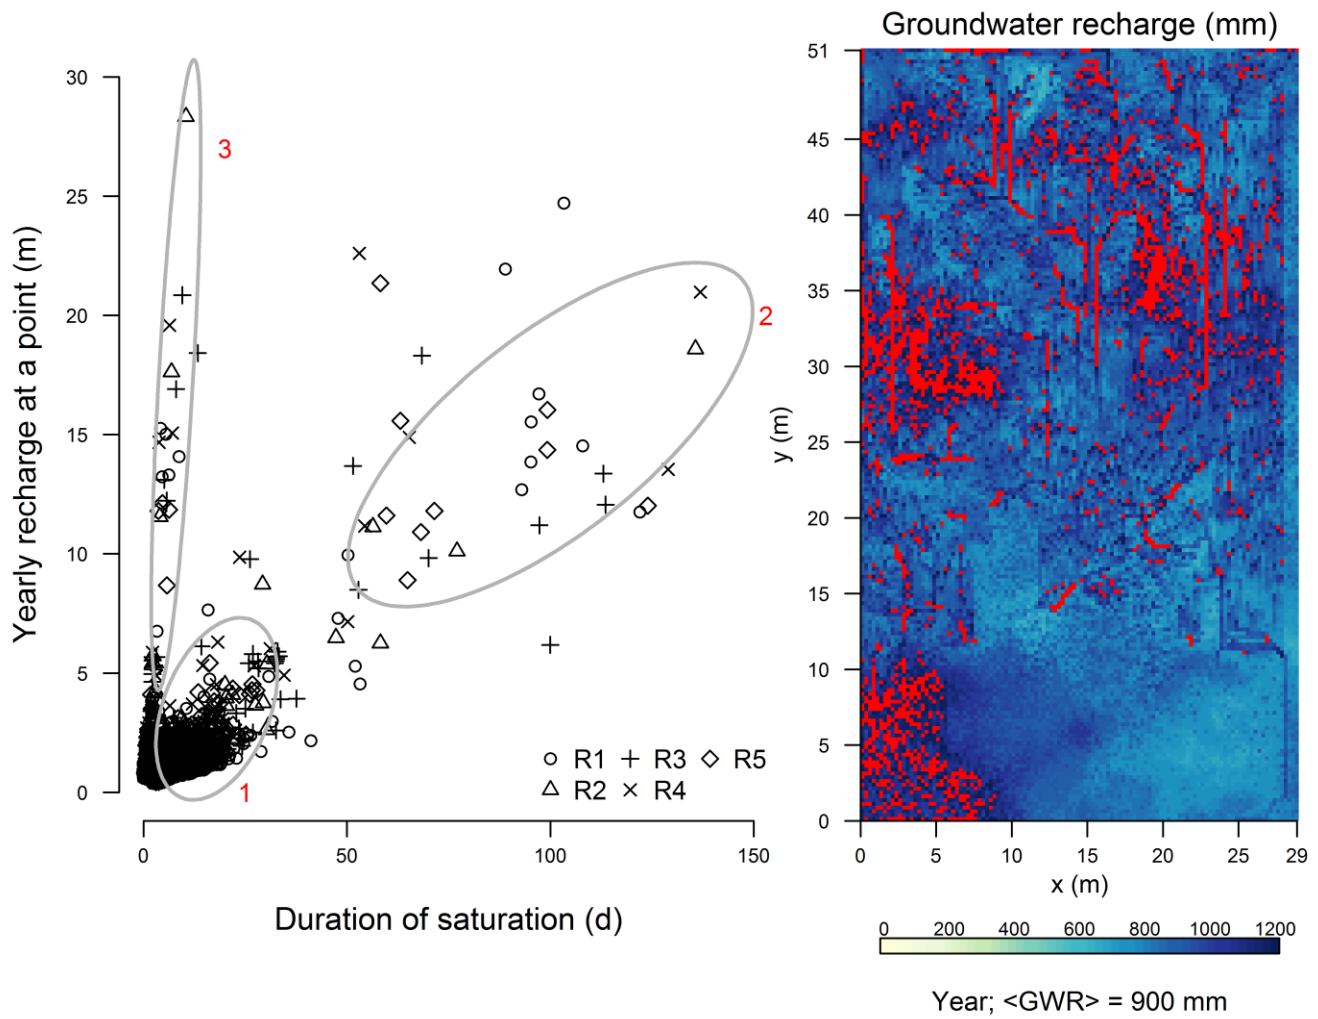 Groundwater recharge (mm)
Yearly recharge at a point (m)
30
25
20
15
10
5
0
3
2
1
R1 R3 R5
R2 R4
0 50 100 150
Duration of saturation (d)
y (m)
51
45
40
35
30
25
20
15
10
5
0
0 5 10 15 20 25 29
x (m)
0 200 400 600 800 1000 1200
Year; <GWR> = 900 mm